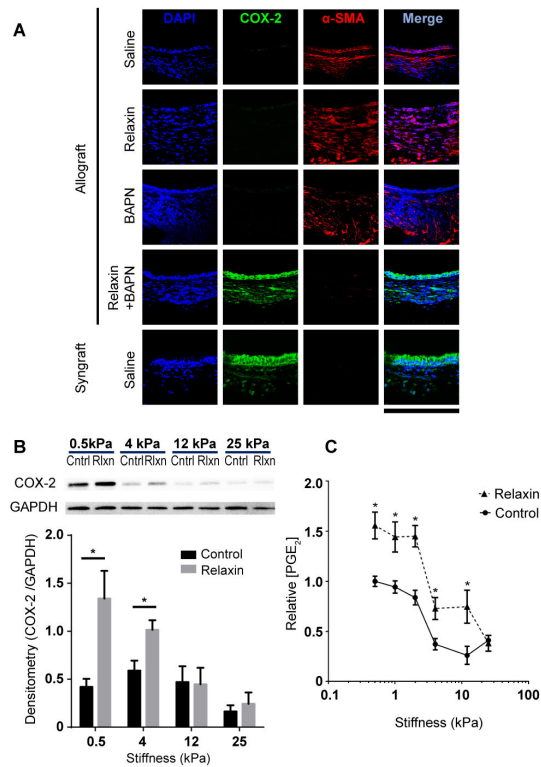 A
DAPI COX-2 α-SMA Merge
Allograft
Saline
Relaxin
BAPN
Relaxin
+BAPN
Syngraft
Saline
B
0.5kPa 4 kPa 12 kPa 25 kPa
Cntrl Rlxn Cntrl Rlxn Cntrl Rlxn Cntrl Rlxn
COX-2
GAPDH
Densitometry (COX-2 /GAPDH)
2.0
1.5
1.0
0.5
0
* *
Control
Relaxin
0.5 4 12 25
Stiffness (kPa)
C
Relative [PGE2]
2.0
1.5
1.0
0.5
0
* * * * *
Relaxin
Control
0.1 1 10 100
Stiffness (kPa)